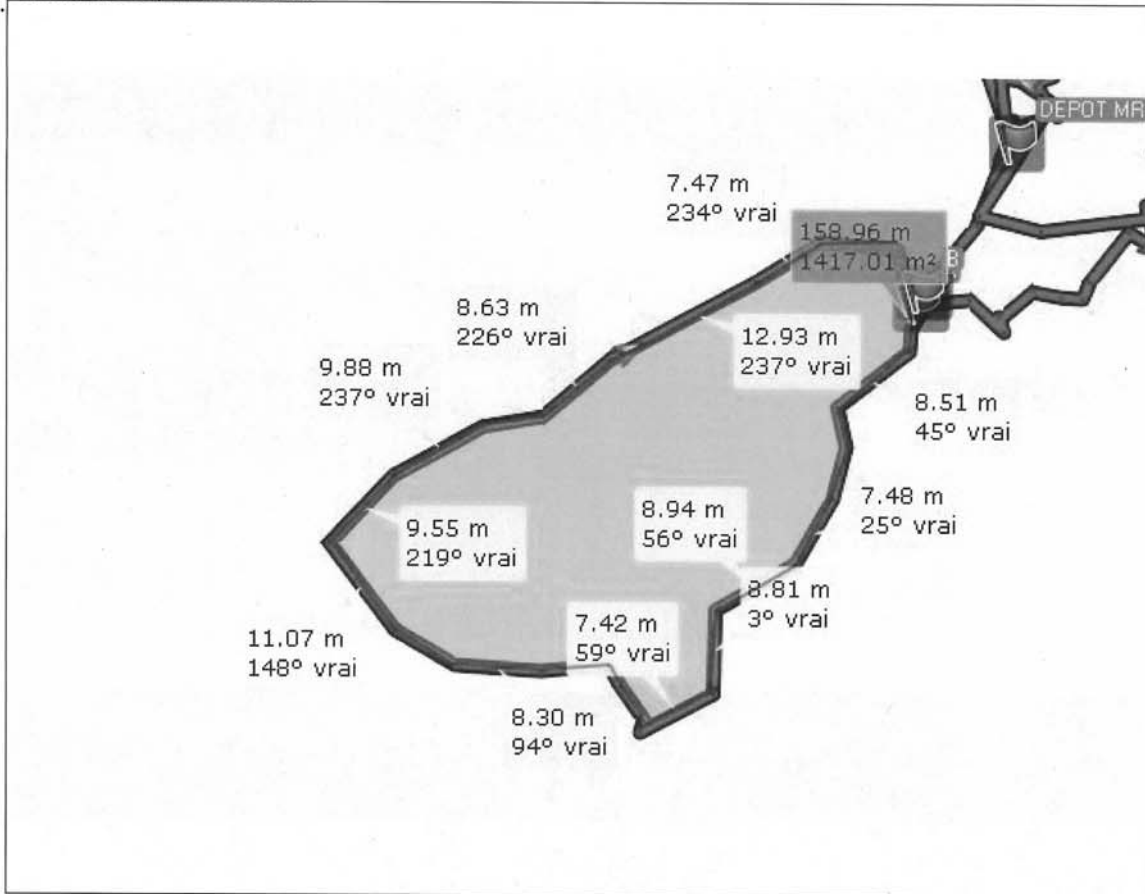 DEPOT MR
7.47 m
234° vrai
158.96 m
1417.01 m²
B
8.63 m
226° vrai
12.93 m
237° vrai
9.88 m
237° vrai
8.51 m
45° vrai
8.94 m
56° vrai
7.48 m
25° vrai
9.55 m
219° vrai
8.81 m
3° vrai
7.42 m
59° vrai
11.07 m
148° vrai
8.30 m
94° vrai